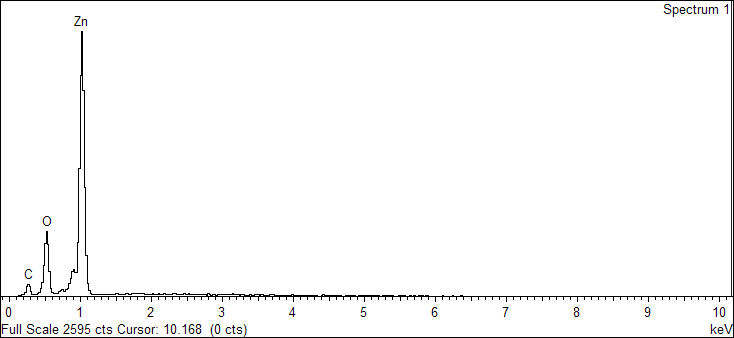 Spectrum 1
Zn
O
C
0 1 2 3 4 5 6 7 8 9 10
Full Scale 2595 cts Cursor: 10.168 (0 cts) keV